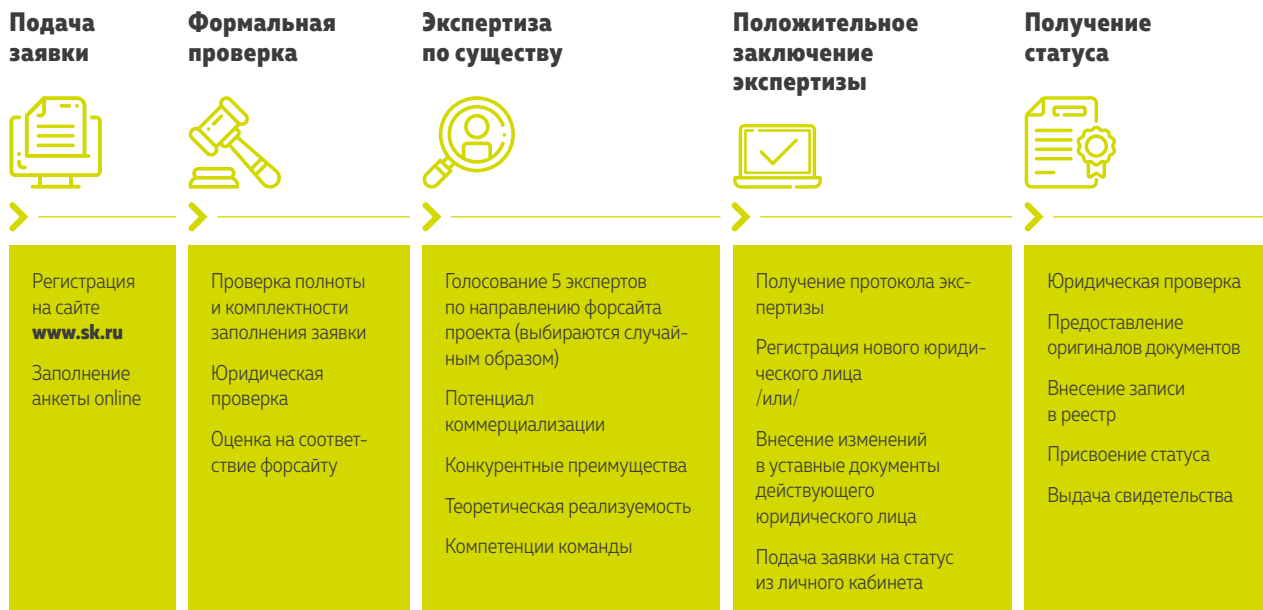 Подача
заявки
Формальная
проверка
Экспертиза
по существу
Положительное
заключение
экспертизы
Получение
статуса
Регистрация
на сайте
www.sk.ru
Заполнение
анкеты online
Проверка полноты
и комплектности
заполнения заявки
Юридическая
проверка
Оценка на соответ-
ствие форсайту
Голосование 5 экспертов
по направлению форсайта
проекта (выбираются случай-
ным образом)
Потенциал
коммерциализации
Конкурентные преимущества
Теоретическая реализуемость
Компетенции команды
Получение протокола экс-
пертизы
Регистрация нового юриди-
ческого лица
/или/
Внесение изменений
в уставные документы
действующего
юридического лица
Подача заявки на статус
из личного кабинета
Юридическая проверка
Предоставление
оригиналов документов
Внесение записи
в реестр
Присвоение статуса
Выдача свидетельства